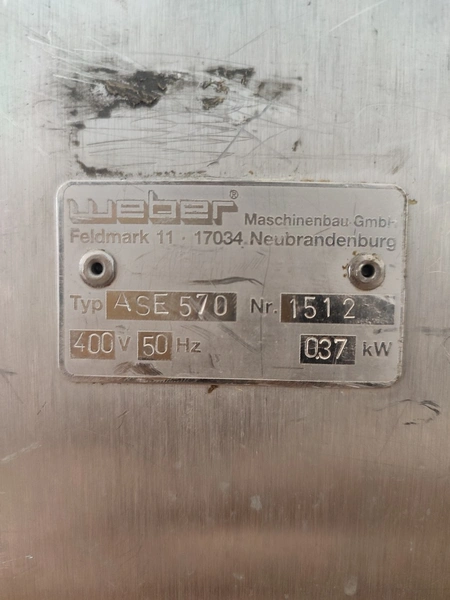 weber® Maschinenbau GmbH
Feldmark 11 · 17034 Neubrandenburg
Typ ASE 570 Nr. 1512
400 V 50 Hz 0.37 kW